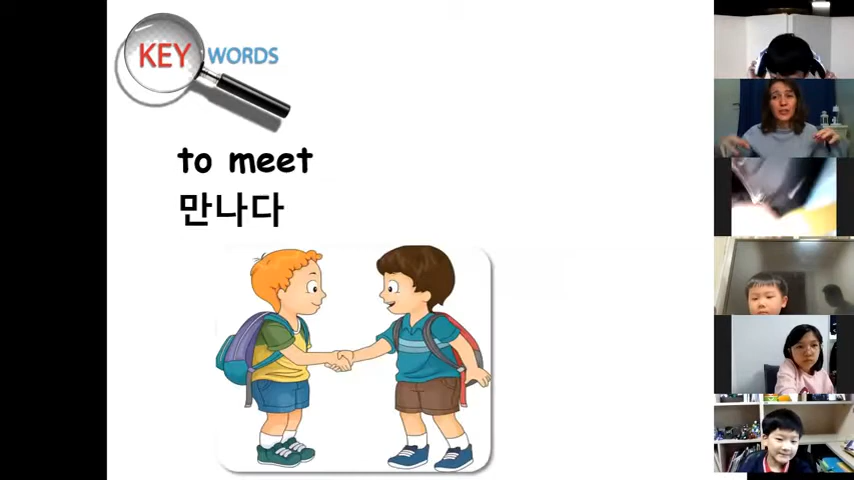 KEY WORDS
to meet
만나다